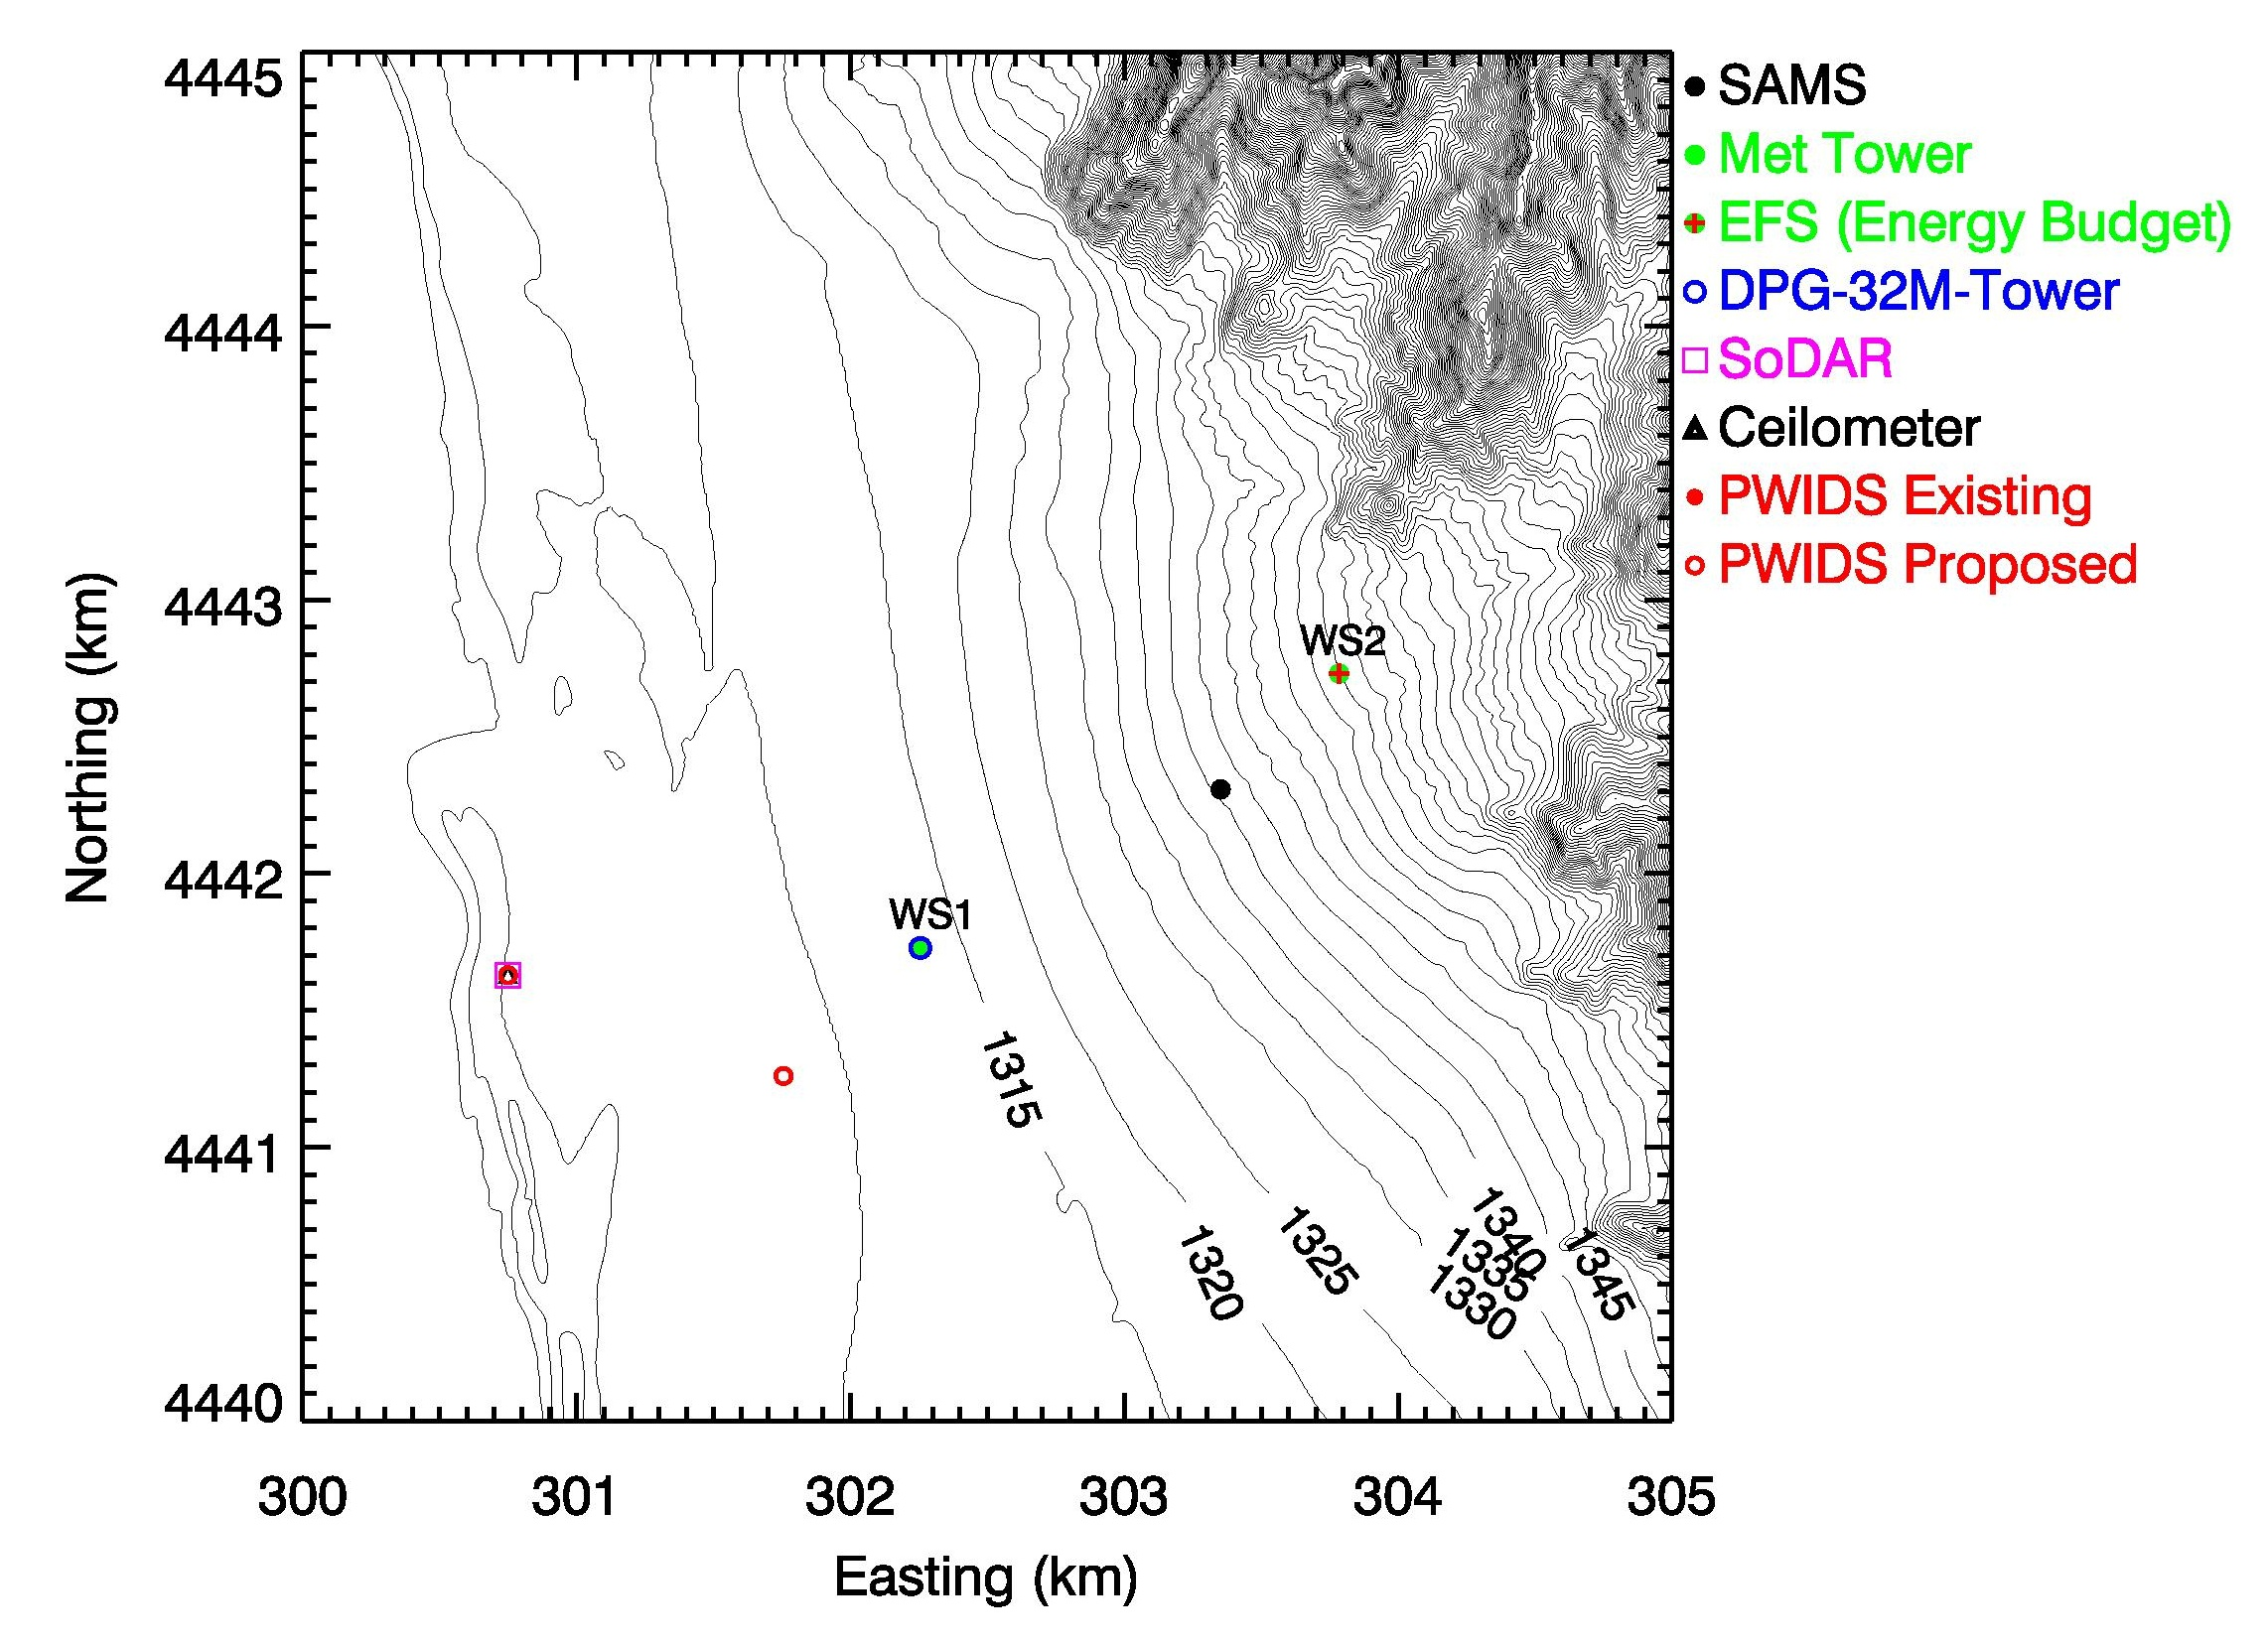 4445
4444
4443
4442
4441
4440
Northing (km)
300
301
302
303
304
305
Easting (km)
WS2
WS1
1315
1320
1325
1330
1335
1340
1345
SAMS
Met Tower
EFS (Energy Budget)
DPG-32M-Tower
SoDAR
Ceilometer
PWIDS Existing
PWIDS Proposed